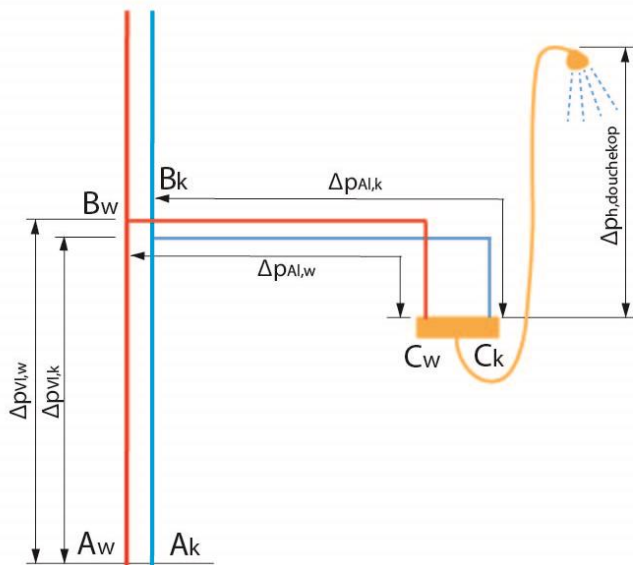 Bk
ΔpAl,k
Bw
ΔpAl,w
Δph,douchekop
Cw
Ck
ΔpVl,w
ΔpVl,k
Aw
Ak